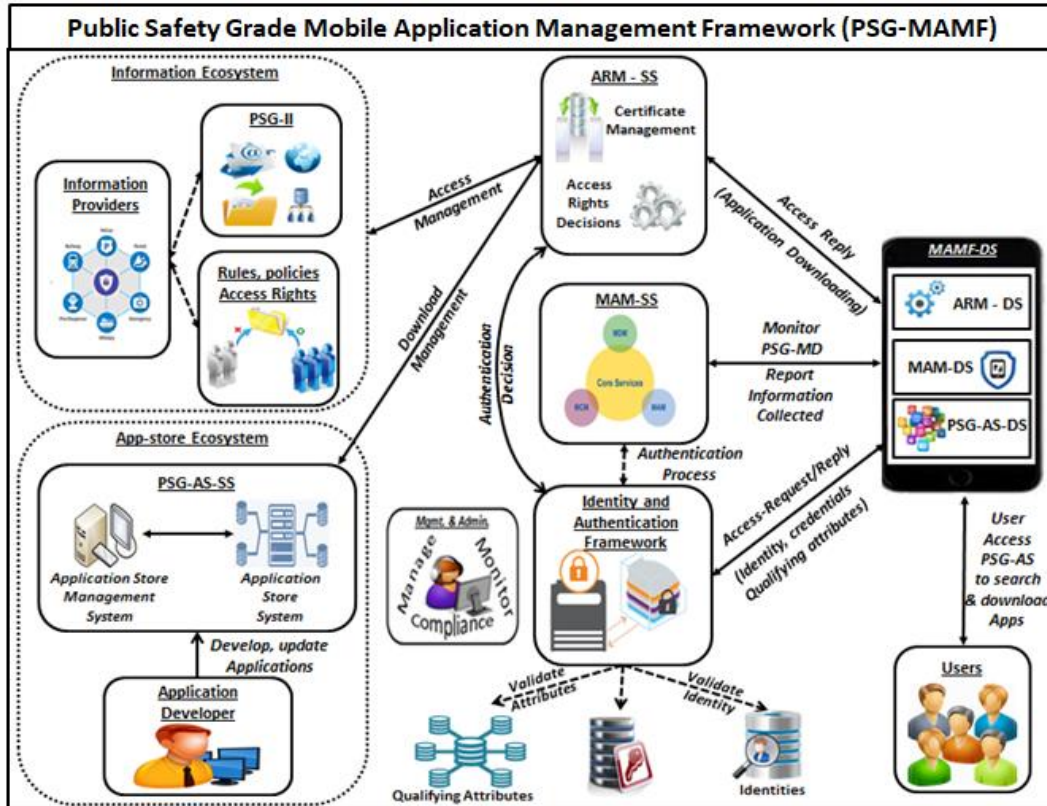 Public Safety Grade Mobile Application Management Framework (PSG-MAMF)
Information Ecosystem
PSG-II
Information
Providers
Rules, policies
Access Rights
ARM - SS
Certificate
Management
Access
Rights
Decisions
Access
Management
Download
Management
Authentication
Decision
Access Reply
(Application Downloading)
MAM-SS
MDM
Core Services
MCM
MAM
Monitor
PSG-MD
Report
Information
Collected
MAMF-DS
ARM - DS
MAM-DS
PSG-AS-DS
Authentication
Process
Identity and
Authentication
Framework
Access-Request/Reply
(Identity, credentials
Qualifying attributes)
Mgmt. & Admin.
Manage
Monitor
Compliance
App-store Ecosystem
PSG-AS-SS
Application Store
Management
System
Application
Store
System
Develop, update
Applications
Application
Developer
Validate
Attributes
Validate
Identity
Qualifying Attributes
Identities
User
Access
PSG-AS
to search
& download
Apps
Users